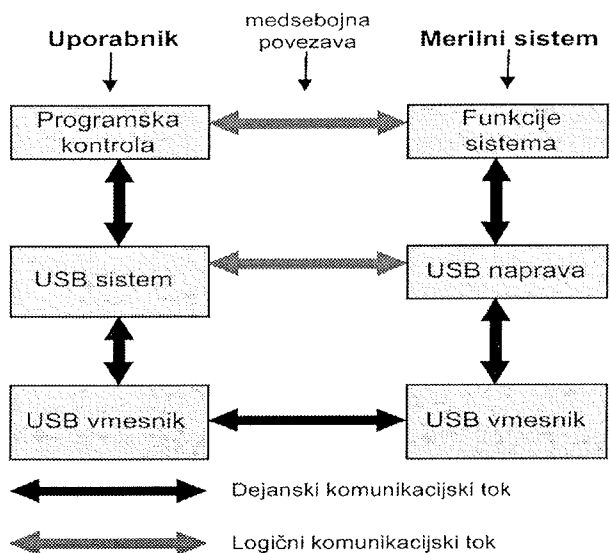 Uporabnik
medsebojna
povezava
Merilni sistem
Programska
kontrola
Funkcije
sistema
USB sistem
USB naprava
USB vmesnik
USB vmesnik
Dejanski komunikacijski tok
Logični komunikacijski tok